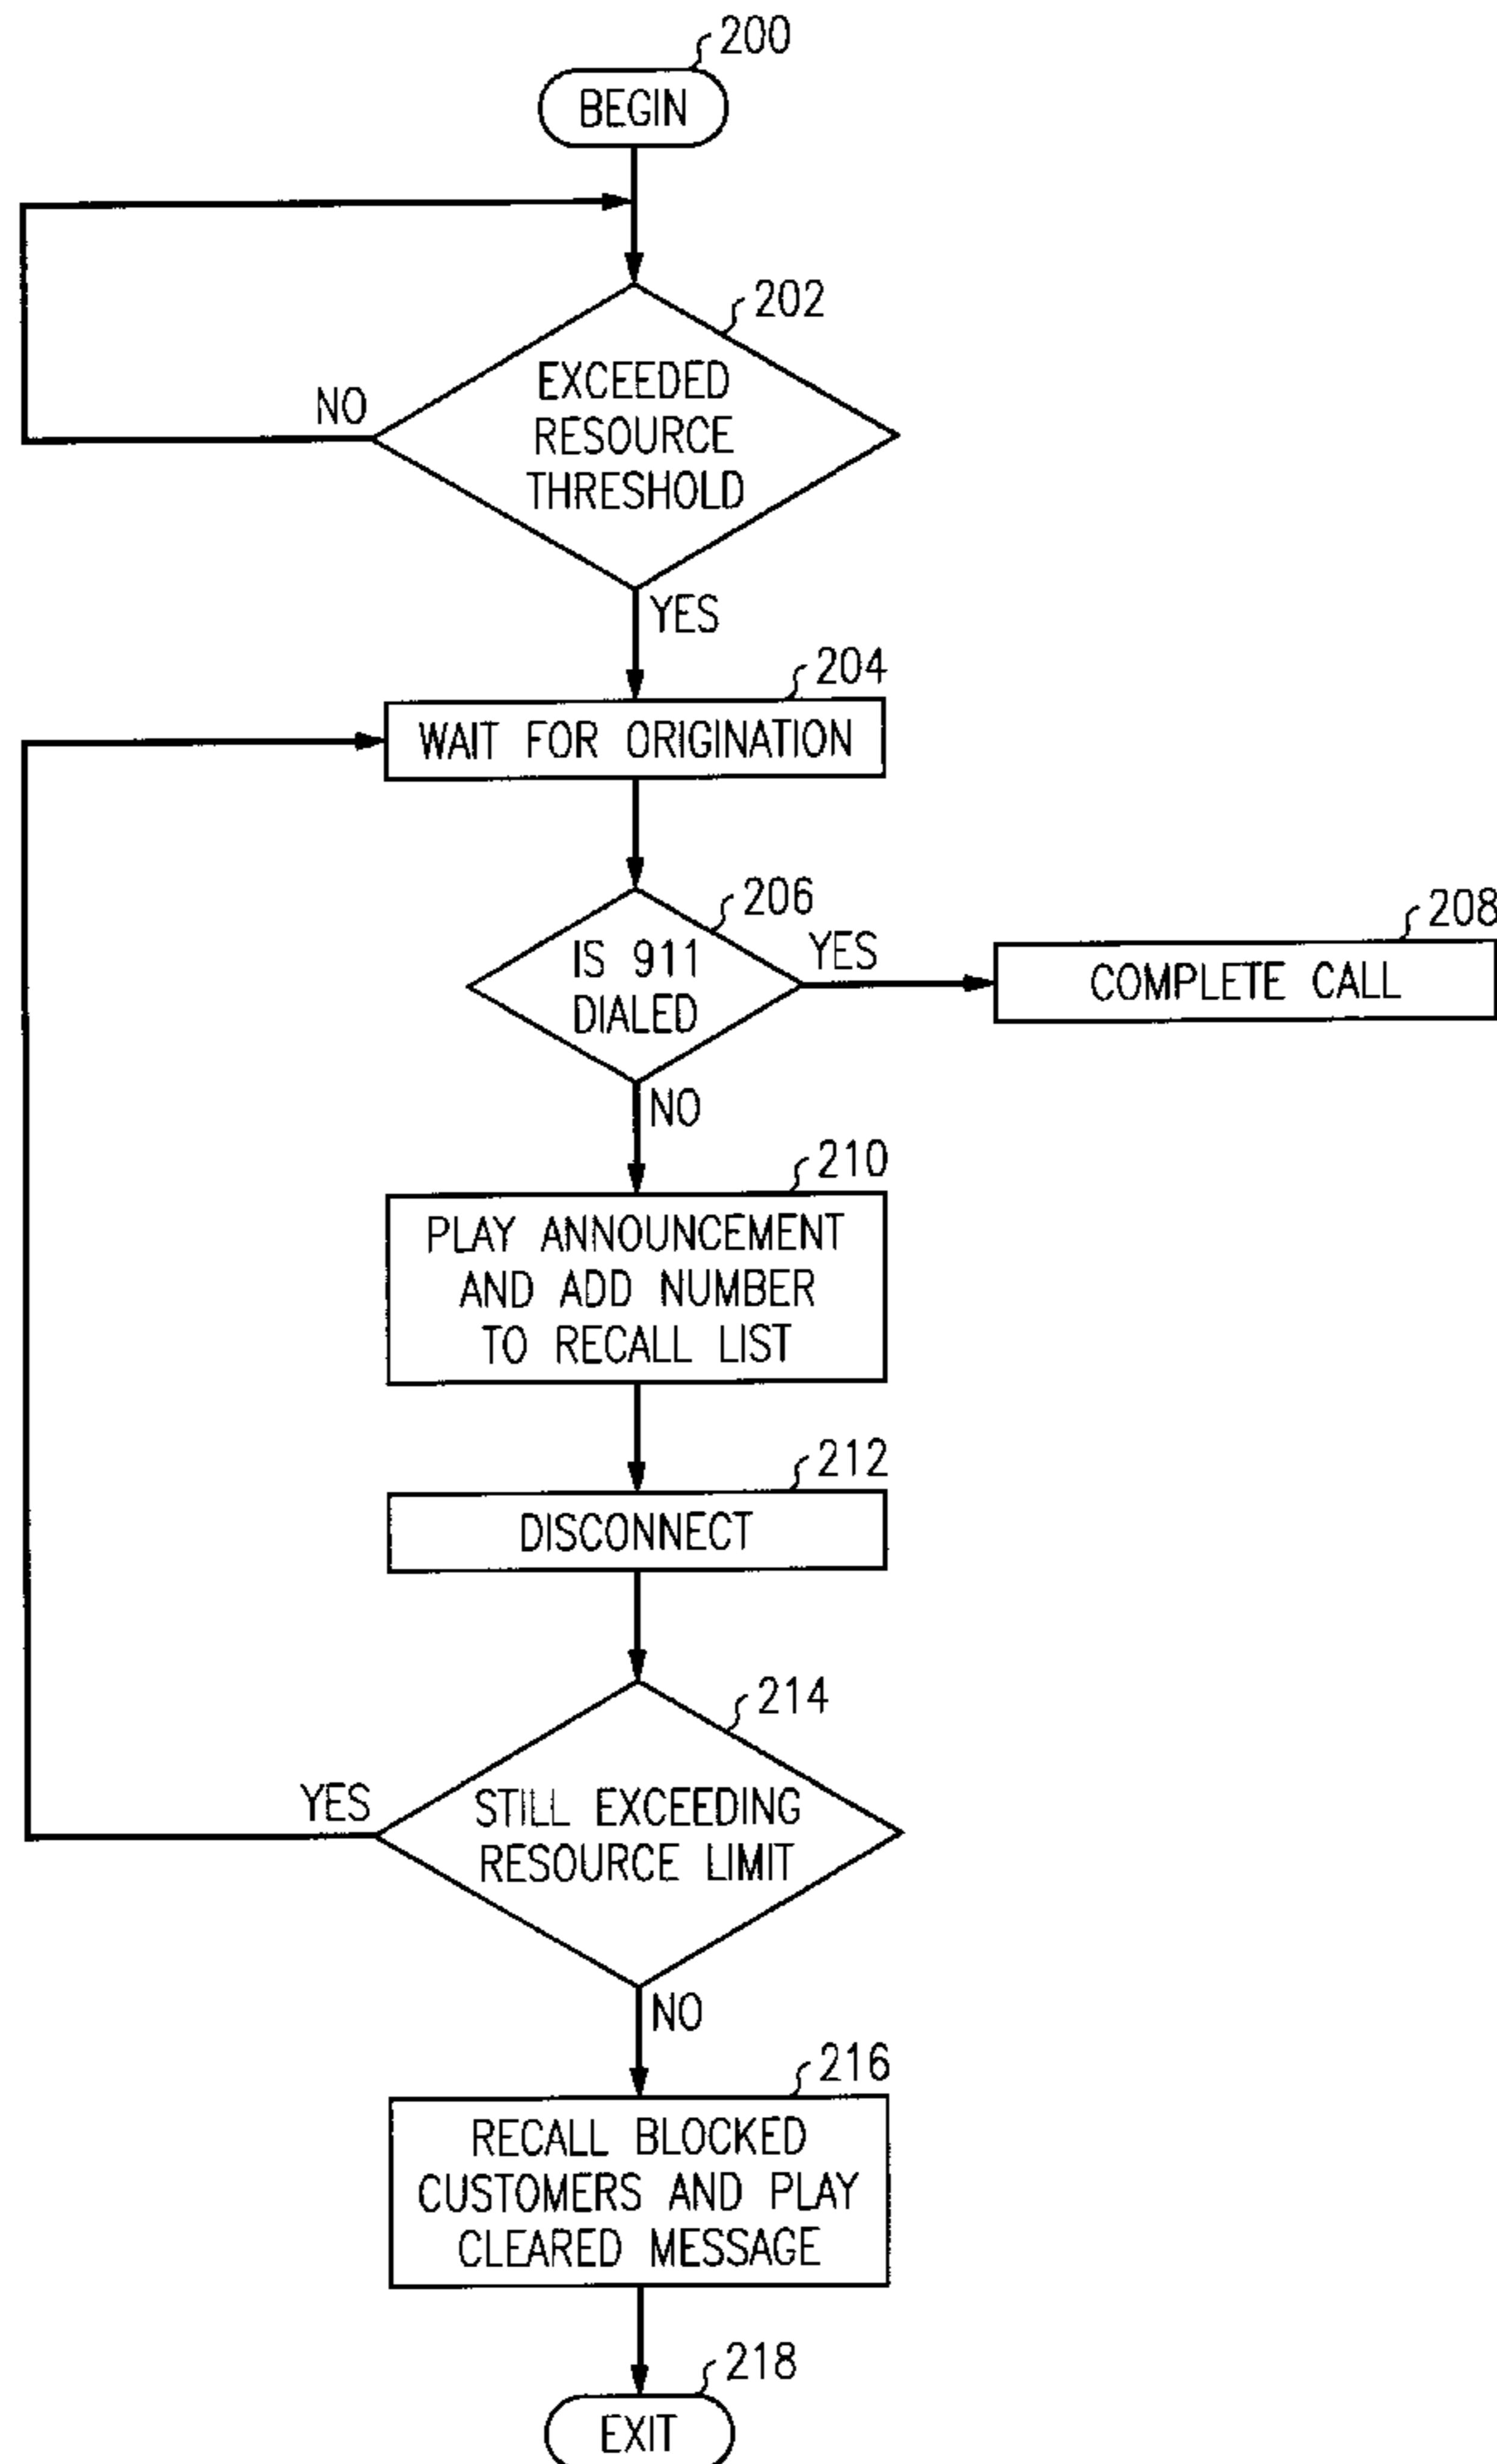 200
BEGIN
202
EXCEEDED
RESOURCE
THRESHOLD
NO
YES
204
WAIT FOR ORIGINATION
206
IS 911
DIALED
YES
208
COMPLETE CALL
NO
210
PLAY ANNOUNCEMENT
AND ADD NUMBER
TO RECALL LIST
212
DISCONNECT
214
STILL EXCEEDING
RESOURCE LIMIT
YES
NO
216
RECALL BLOCKED
CUSTOMERS AND PLAY
CLEARED MESSAGE
218
EXIT